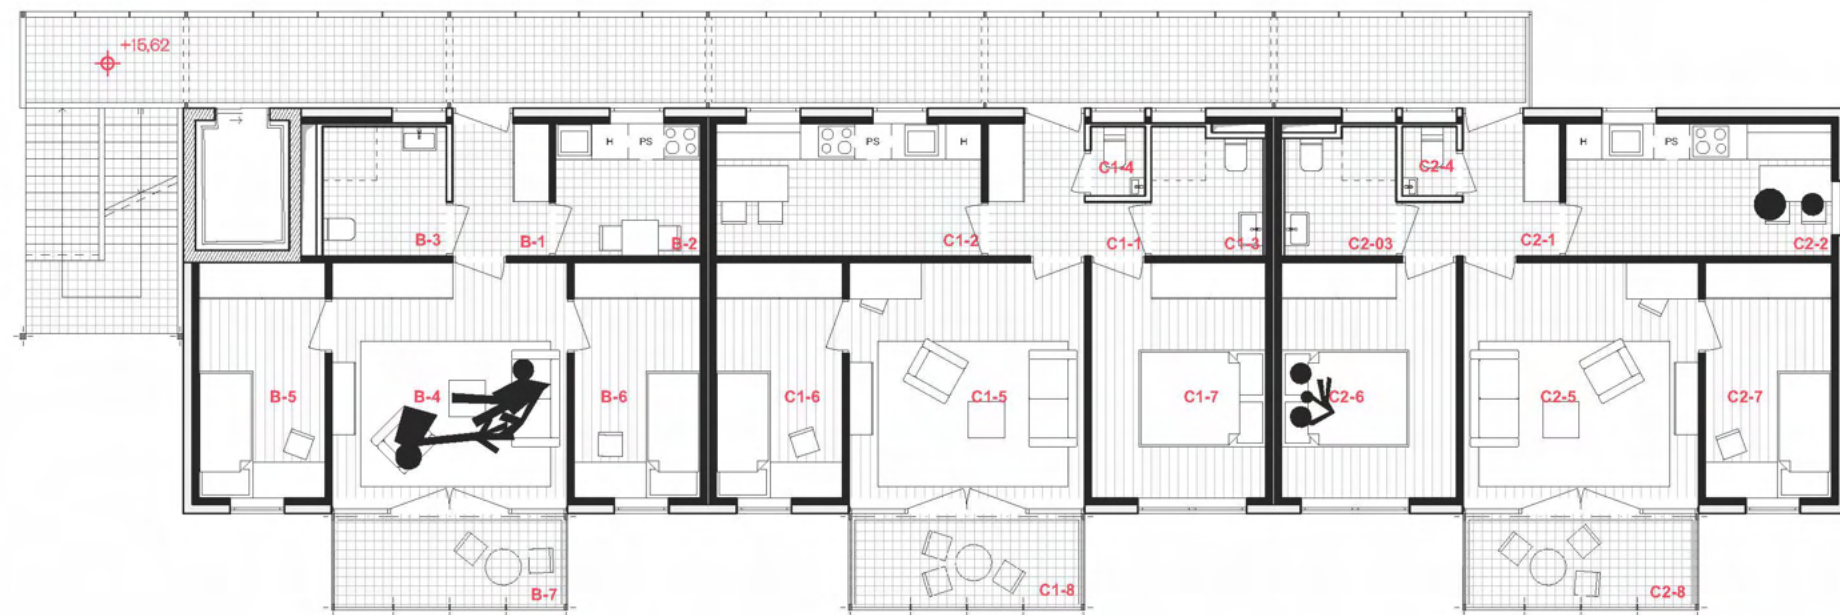 +15,62
H PS
PS H
H PS
C1-4
C2-4
B-3
B-1
B-2
C1-2
C1-1
C1-3
C2-03
C2-1
C2-2
B-5
B-4
B-6
C1-6
C1-5
C1-7
C2-6
C2-5
C2-7
B-7
C1-8
C2-8